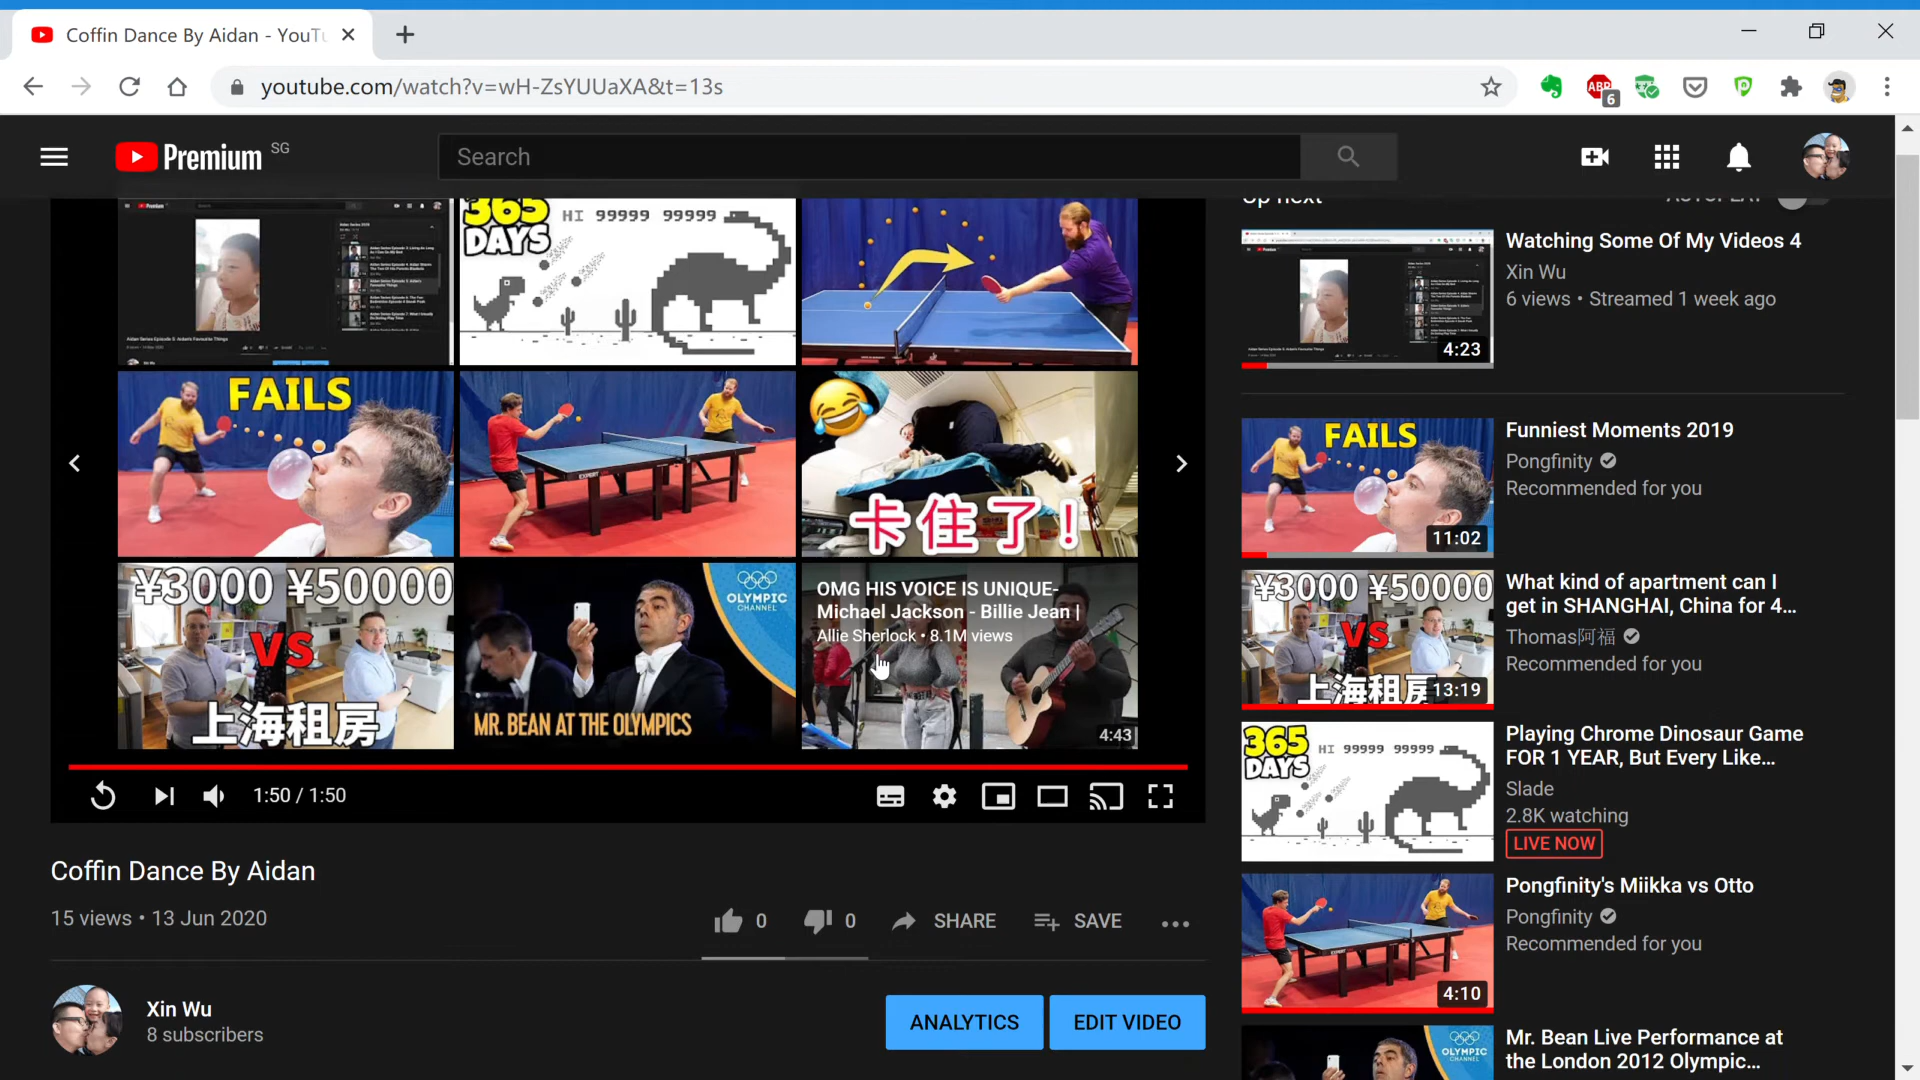 Coffin Dance By Aidan - YouTu
youtube.com/watch?v=wH-ZsYUUaXA&t=13s
ABP
6
Premium
SG
Search
365
DAYS
HI 99999 99999
FAILS
卡住了!
¥3000 ¥50000
VS
上海租房
OLYMPIC
CHANNEL
MR. BEAN AT THE OLYMPICS
OMG HIS VOICE IS UNIQUE-
Michael Jackson - Billie Jean |
Allie Sherlock • 8.1M views
4:43
1:50 / 1:50
Coffin Dance By Aidan
15 views • 13 Jun 2020
0
0
SHARE
SAVE
Xin Wu
8 subscribers
ANALYTICS
EDIT VIDEO
Up next
AUTOPLAY
4:23
Watching Some Of My Videos 4
Xin Wu
6 views • Streamed 1 week ago
FAILS
11:02
Funniest Moments 2019
Pongfinity
Recommended for you
¥3000 ¥50000
VS
上海租房
13:19
What kind of apartment can I
get in SHANGHAI, China for 4...
Thomas阿福
Recommended for you
365
DAYS
HI 99999 99999
Playing Chrome Dinosaur Game
FOR 1 YEAR, But Every Like...
Slade
2.8K watching
LIVE NOW
4:10
Pongfinity's Miikka vs Otto
Pongfinity
Recommended for you
OLYMPIC
Mr. Bean Live Performance at
the London 2012 Olympic...